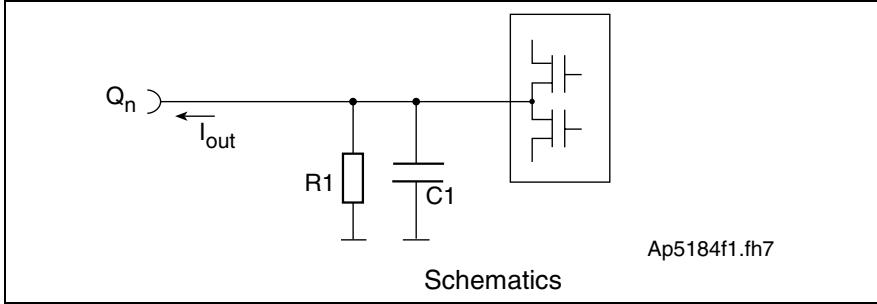 Qn
Iout
R1
C1
Ap5184f1.fh7
Schematics